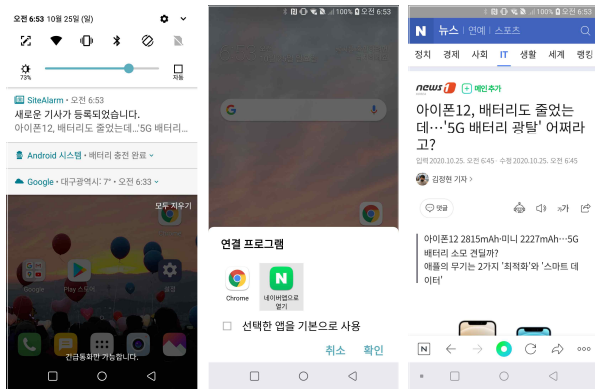 오전 6:53 10월 25일 (일)
73%
자동
SiteAlarm • 오전 6:53
새로운 기사가 등록되었습니다.
아이폰12, 배터리도 줄었는데…'5G 배터리…
Android 시스템 • 배터리 충전 완료
Google • 대구광역시: 7° • 오전 6:33
모두 지우기
Google
Play 스토어
설정
긴급통화만 가능합니다.
100% 오전 6:53
연결 프로그램
Chrome
네이버앱으로
열기
선택한 앱을 기본으로 사용
취소
확인
100% 오전 6:53
N 뉴스 연예 스포츠
정치 경제 사회 IT 생활 세계 랭킹
news1 메인추가
아이폰12, 배터리도 줄었는
데…'5G 배터리 광탈' 어쩌라
고?
입력 2020.10.25. 오전 6:45 · 수정 2020.10.25. 오전 6:45
김정현 기자
댓글
가
아이폰12 2815mAh·미니 2227mAh…5G
배터리 소모 견딜까?
애플의 무기는 2가지 '최적화'와 '스마트 데
이터'
N